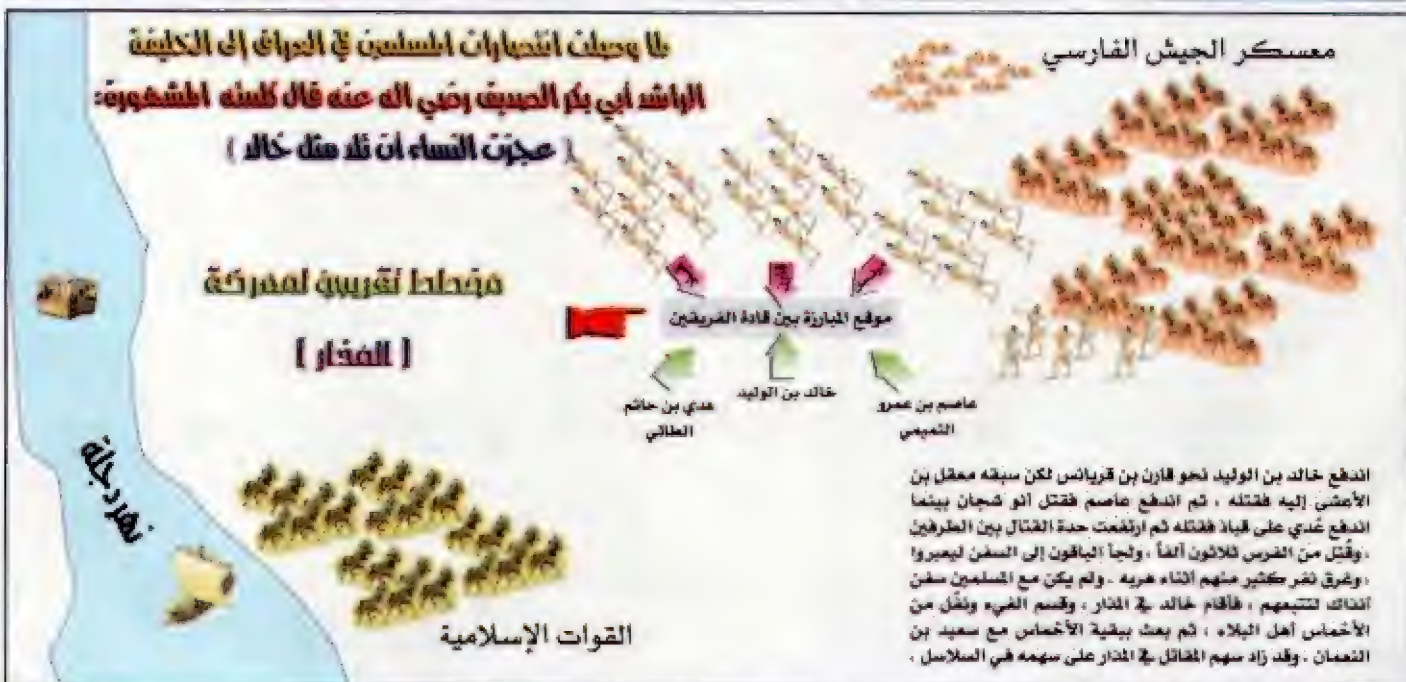 لما وصلت انتصارات المسلمين في العراق إلى الخليفة
الراشد أبي بكر الصديق رضي الله عنه قال كلمته المشهورة:
( عجزت النساء أن تلد مثل خالد )
معسكر الجيش الفارسي
مخطط تقريبي لمعركة
[ المذار ]
موقع المبارزة بين قادة الفريقين
عدي بن حاتم
الطائي
خالد بن الوليد
عاصم بن عمرو
التميمي
نهر دجلة
القوات الإسلامية
اندفع خالد بن الوليد نحو قارن بن قريانس لكن سبقه معقل بن
الأعشى إليه فقتله ، ثم اندفع عاصم فقتل أنو شجان بينما
اندفع عُدي على قباذ فقتله ثم ارتفعت حدة القتال بين الطرفين
، وقُتل من الفرس ثلاثون ألفاً ، ولجأ الباقون إلى السفن ليعبروا
، وغرق نفر كثير منهم أثناء هربه . ولم يكن مع المسلمين سفن
آنذاك لتتبعهم ، فأقام خالد في المذار ، وقسم الفيء ونفّل من
الأخماس أهل البلاء ، ثم بعث ببقية الأخماس مع سعيد بن
النعمان . وقد زاد سهم المقاتل في المذار على سهمه في السلاسل .